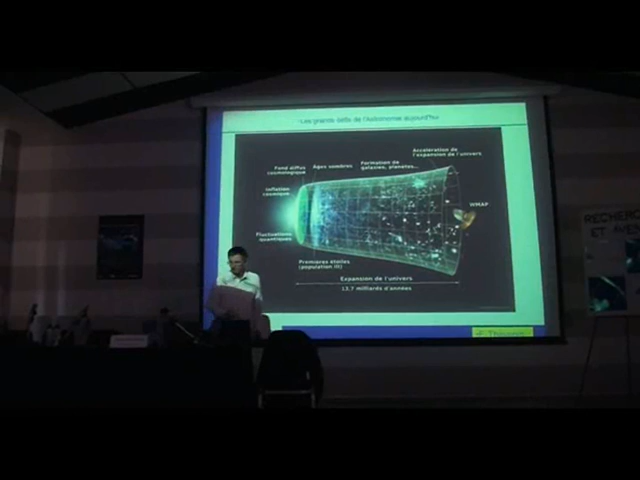 Les grands défis de l'Astronomie aujourd'hui
Accélération de
l'expansion de l'univers
Fond diffus
cosmologique
Âges sombres
Formation de
galaxies, planètes...
Inflation
cosmique
WMAP
Fluctuations
quantiques
Premières étoiles
(population III)
Expansion de l'univers
13,7 milliards d'années
RECHER
ET